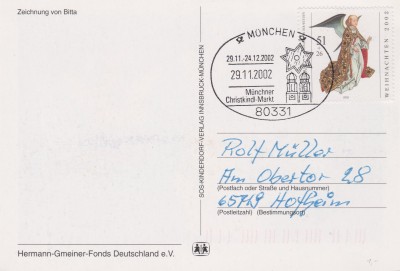 Zeichnung von Bitta
MÜNCHEN
29.11.-24.12.2002
29.11.2002
Münchner
Christkindl-Markt
80331
51
26
WEIHNACHTEN 2002
SOS-KINDERDORF-VERLAG INNSBRUCK-MÜNCHEN
Rolf Müller
Am Obertor 28
(Postfach oder Straße und Hausnummer)
65719 Hofheim
(Postleitzahl) (Bestimmungsort)
Hermann-Gmeiner-Fonds Deutschland e.V.